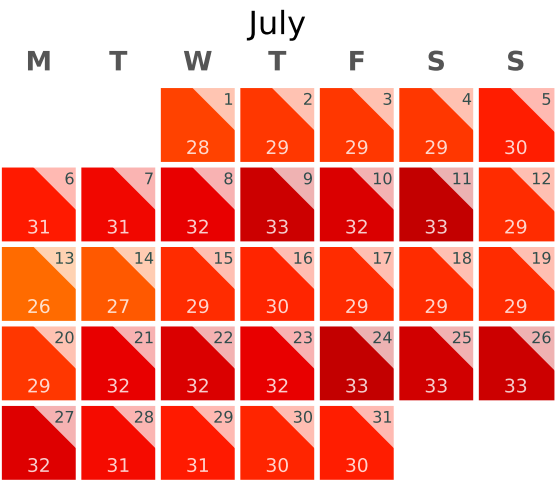 July
M T W T F S S
1 2 3 4 5
28 29 29 29 30
6 7 8 9 10 11 12
31 31 32 33 32 33 29
13 14 15 16 17 18 19
26 27 29 30 29 29 29
20 21 22 23 24 25 26
29 32 32 32 33 33 33
27 28 29 30 31
32 31 31 30 30